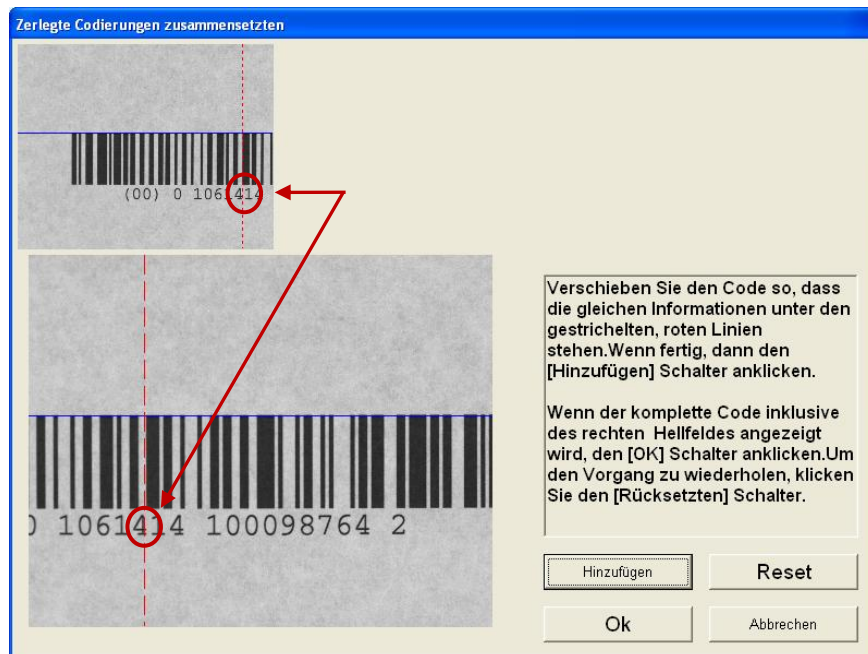 Zerlegte Codierungen zusammensetzten
(00) 0 1061414
0 1061414 100098764 2
Verschieben Sie den Code so, dass
die gleichen Informationen unter den
gestrichelten, roten Linien
stehen.Wenn fertig, dann den
[Hinzufügen] Schalter anklicken.
Wenn der komplette Code inklusive
des rechten Hellfeldes angezeigt
wird, den [OK] Schalter anklicken.Um
den Vorgang zu wiederholen, klicken
Sie den [Rücksetzten] Schalter.
Hinzufügen
Reset
Ok
Abbrechen